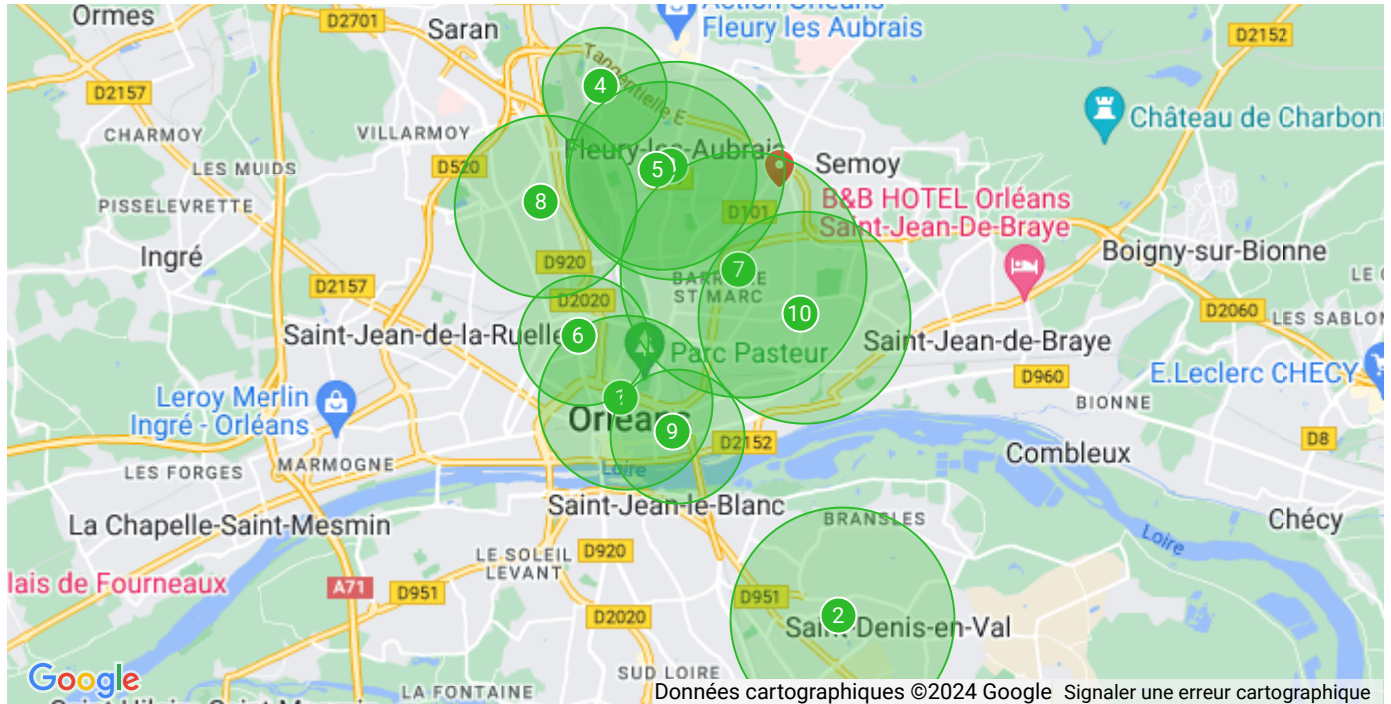 Ormes
D2701
Saran
Fleury les Aubrais
D2152
D2157
Tangentielle E
4
Château de Charbon
CHARMOY
VILLARMOY
Fleury-les-Aubrais
LES MUIDS
D520
5
Semoy
PISSELEVRETTE
8
D101
B&B HOTEL Orléans
Saint-Jean-De-Braye
Ingré
D920
7
BARRIERE
ST MARC
Boigny-sur-Bionne
D2157
D2020
10
D2060
LES SABLON
Saint-Jean-de-la-Ruelle
6
Parc Pasteur
Saint-Jean-de-Braye
D960
E.Leclerc CHECY
Leroy Merlin
Ingré - Orléans
BIONNE
Orléans
9
D2152
D8
LES FORGES
MARMOGNE
Loire
Combleux
La Chapelle-Saint-Mesmin
Saint-Jean-le-Blanc
BRANSLES
Chécy
LE SOLEIL
LEVANT
D920
Loire
lais de Fourneaux
A71
D951
D951
D2020
2
Saint-Denis-en-Val
SUD LOIRE
Google
LA FONTAINE
Données cartographiques ©2024 Google
Signaler une erreur cartographique